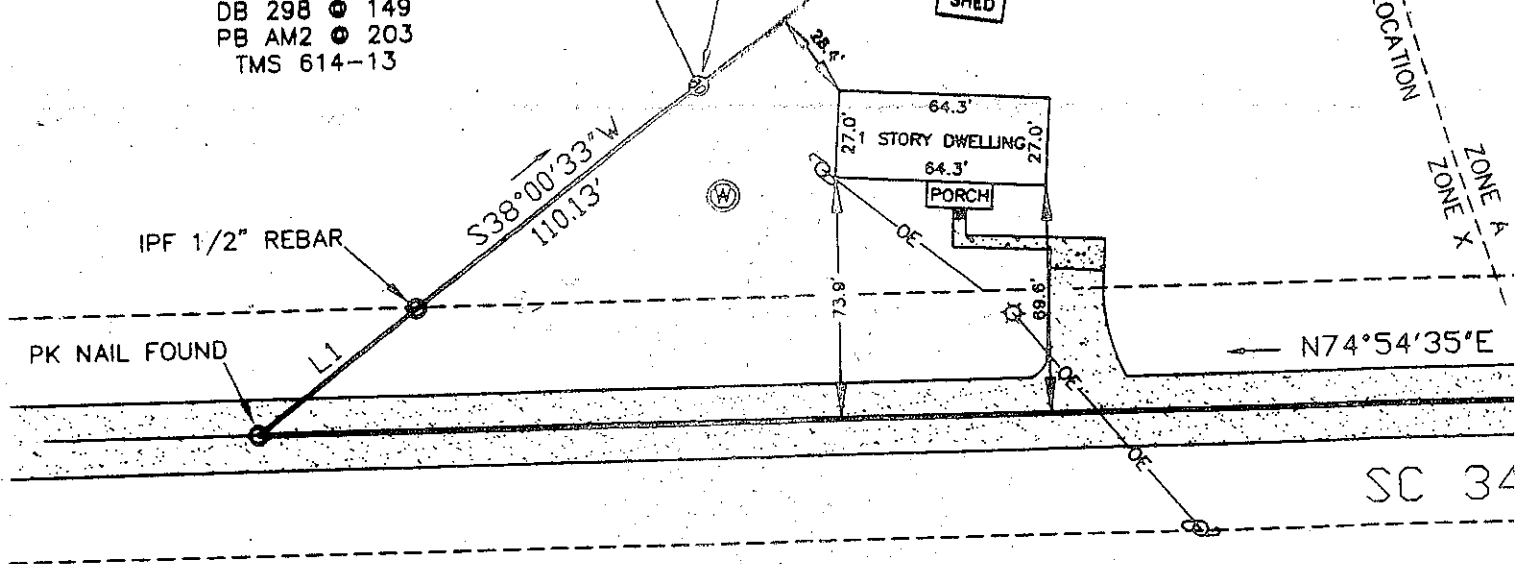 DB 298 @ 149
PB AM2 @ 203
TMS 614-13
SHED
LOCATION
28.7'
64.3'
27.0'
1 STORY DWELLING
27.0'
64.3'
PORCH
ZONE A
ZONE X
S38°00'33"W
110.13'
W
IPF 1/2" REBAR
OE
73.9'
69.6'
N74°54'35"E
PK NAIL FOUND
L1
OE
OE
SC 34